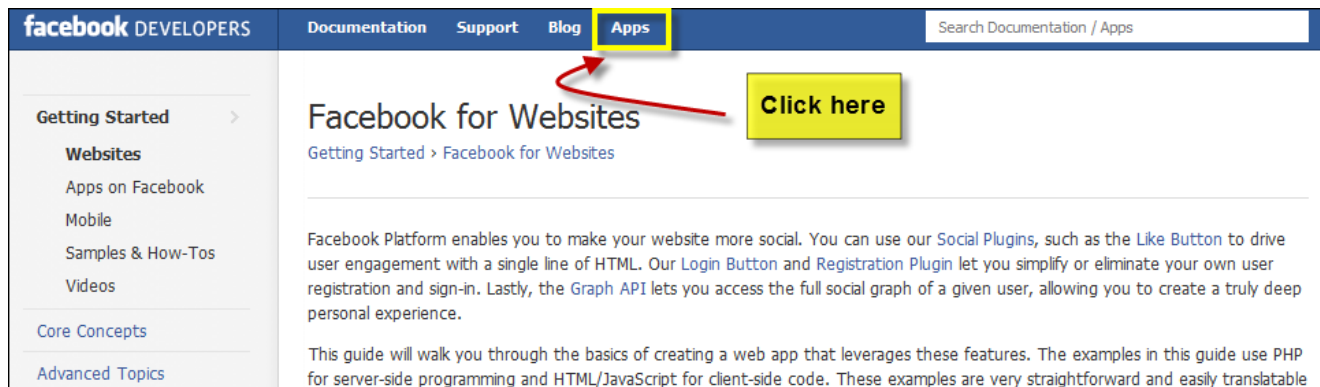 facebook DEVELOPERS
Documentation Support Blog Apps
Search Documentation / Apps
Click here
Getting Started
Websites
Apps on Facebook
Mobile
Samples & How-Tos
Videos
Core Concepts
Advanced Topics
Facebook for Websites
Getting Started › Facebook for Websites
Facebook Platform enables you to make your website more social. You can use our Social Plugins, such as the Like Button to drive
user engagement with a single line of HTML. Our Login Button and Registration Plugin let you simplify or eliminate your own user
registration and sign-in. Lastly, the Graph API lets you access the full social graph of a given user, allowing you to create a truly deep
personal experience.
This guide will walk you through the basics of creating a web app that leverages these features. The examples in this guide use PHP
for server-side programming and HTML/JavaScript for client-side code. These examples are very straightforward and easily translatable